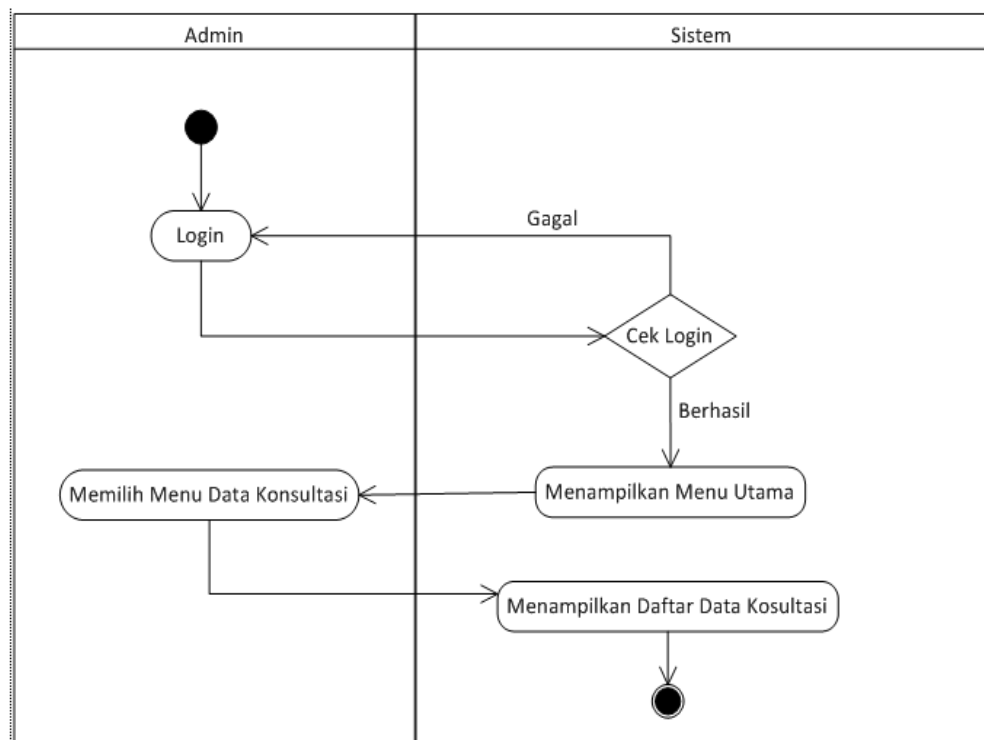 Admin
Sistem
Login
Gagal
Cek Login
Berhasil
Memilih Menu Data Konsultasi
Menampilkan Menu Utama
Menampilkan Daftar Data Kosultasi